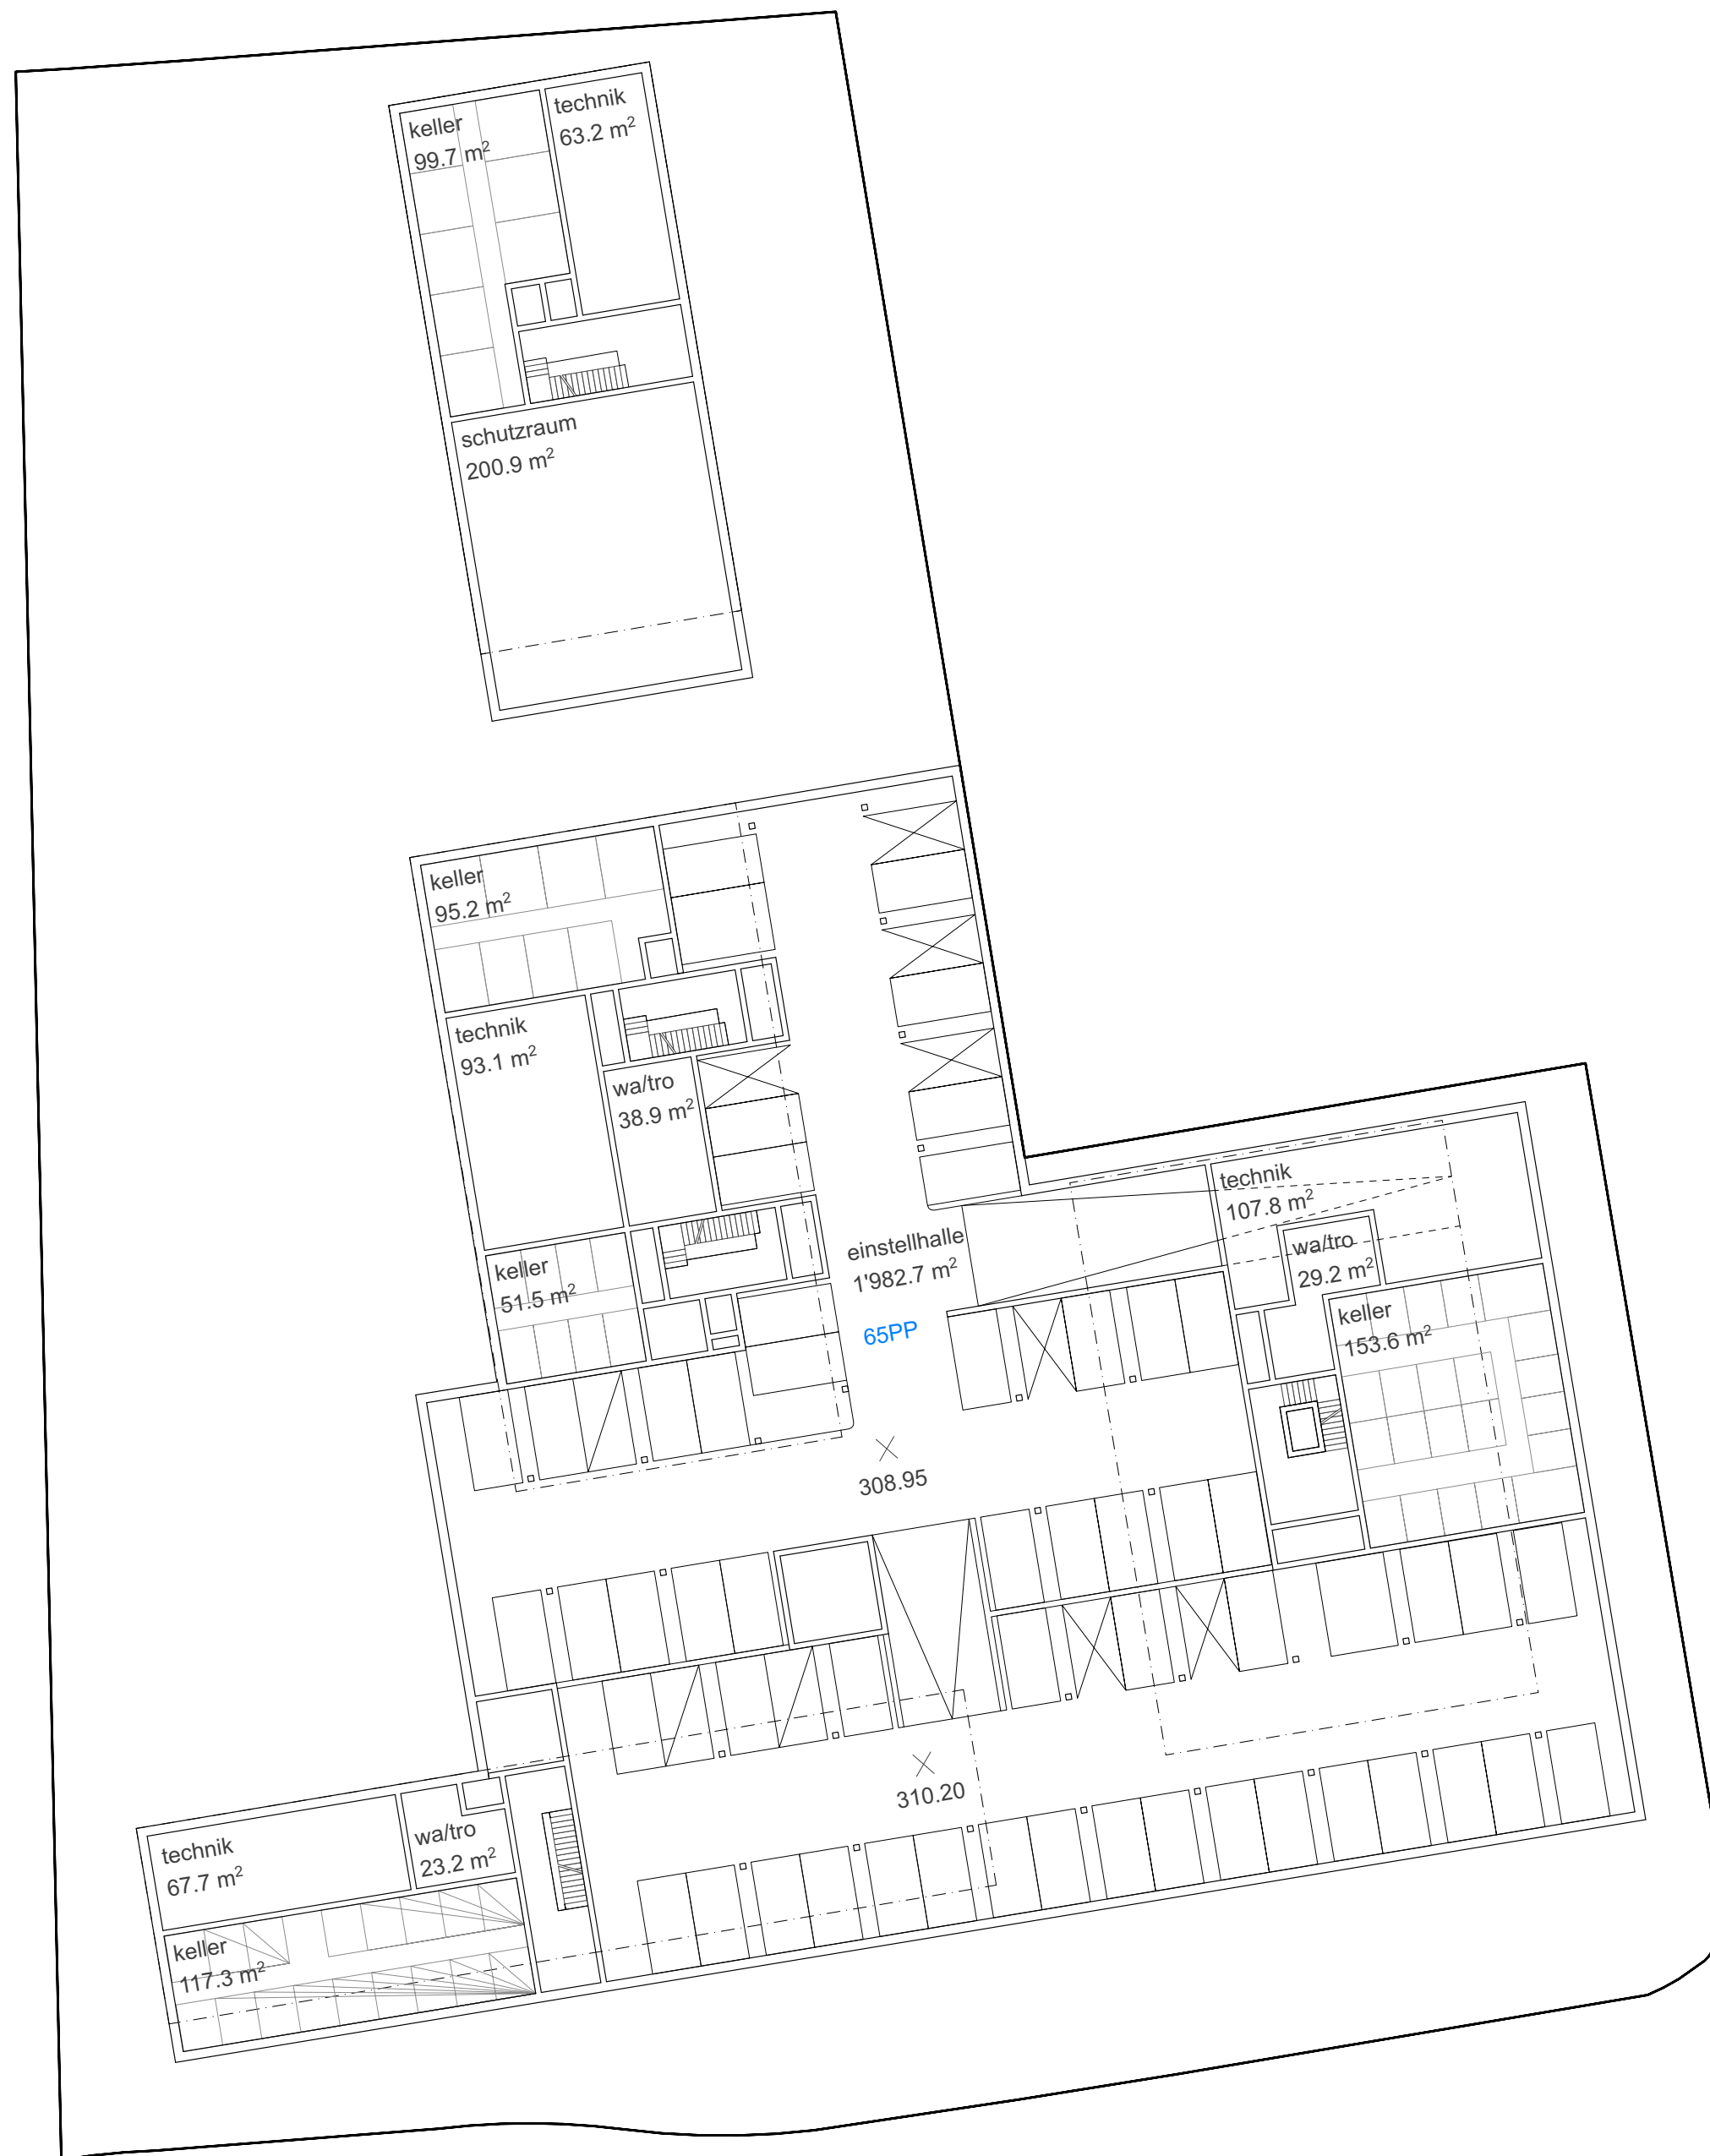 keller
99.7 m²
technik
63.2 m²
schutzraum
200.9 m²
keller
95.2 m²
technik
93.1 m²
wa/tro
38.9 m²
keller
51.5 m²
einstellhalle
1'982.7 m²
65PP
technik
107.8 m²
wa/tro
29.2 m²
keller
153.6 m²
308.95
310.20
technik
67.7 m²
wa/tro
23.2 m²
keller
117.3 m²